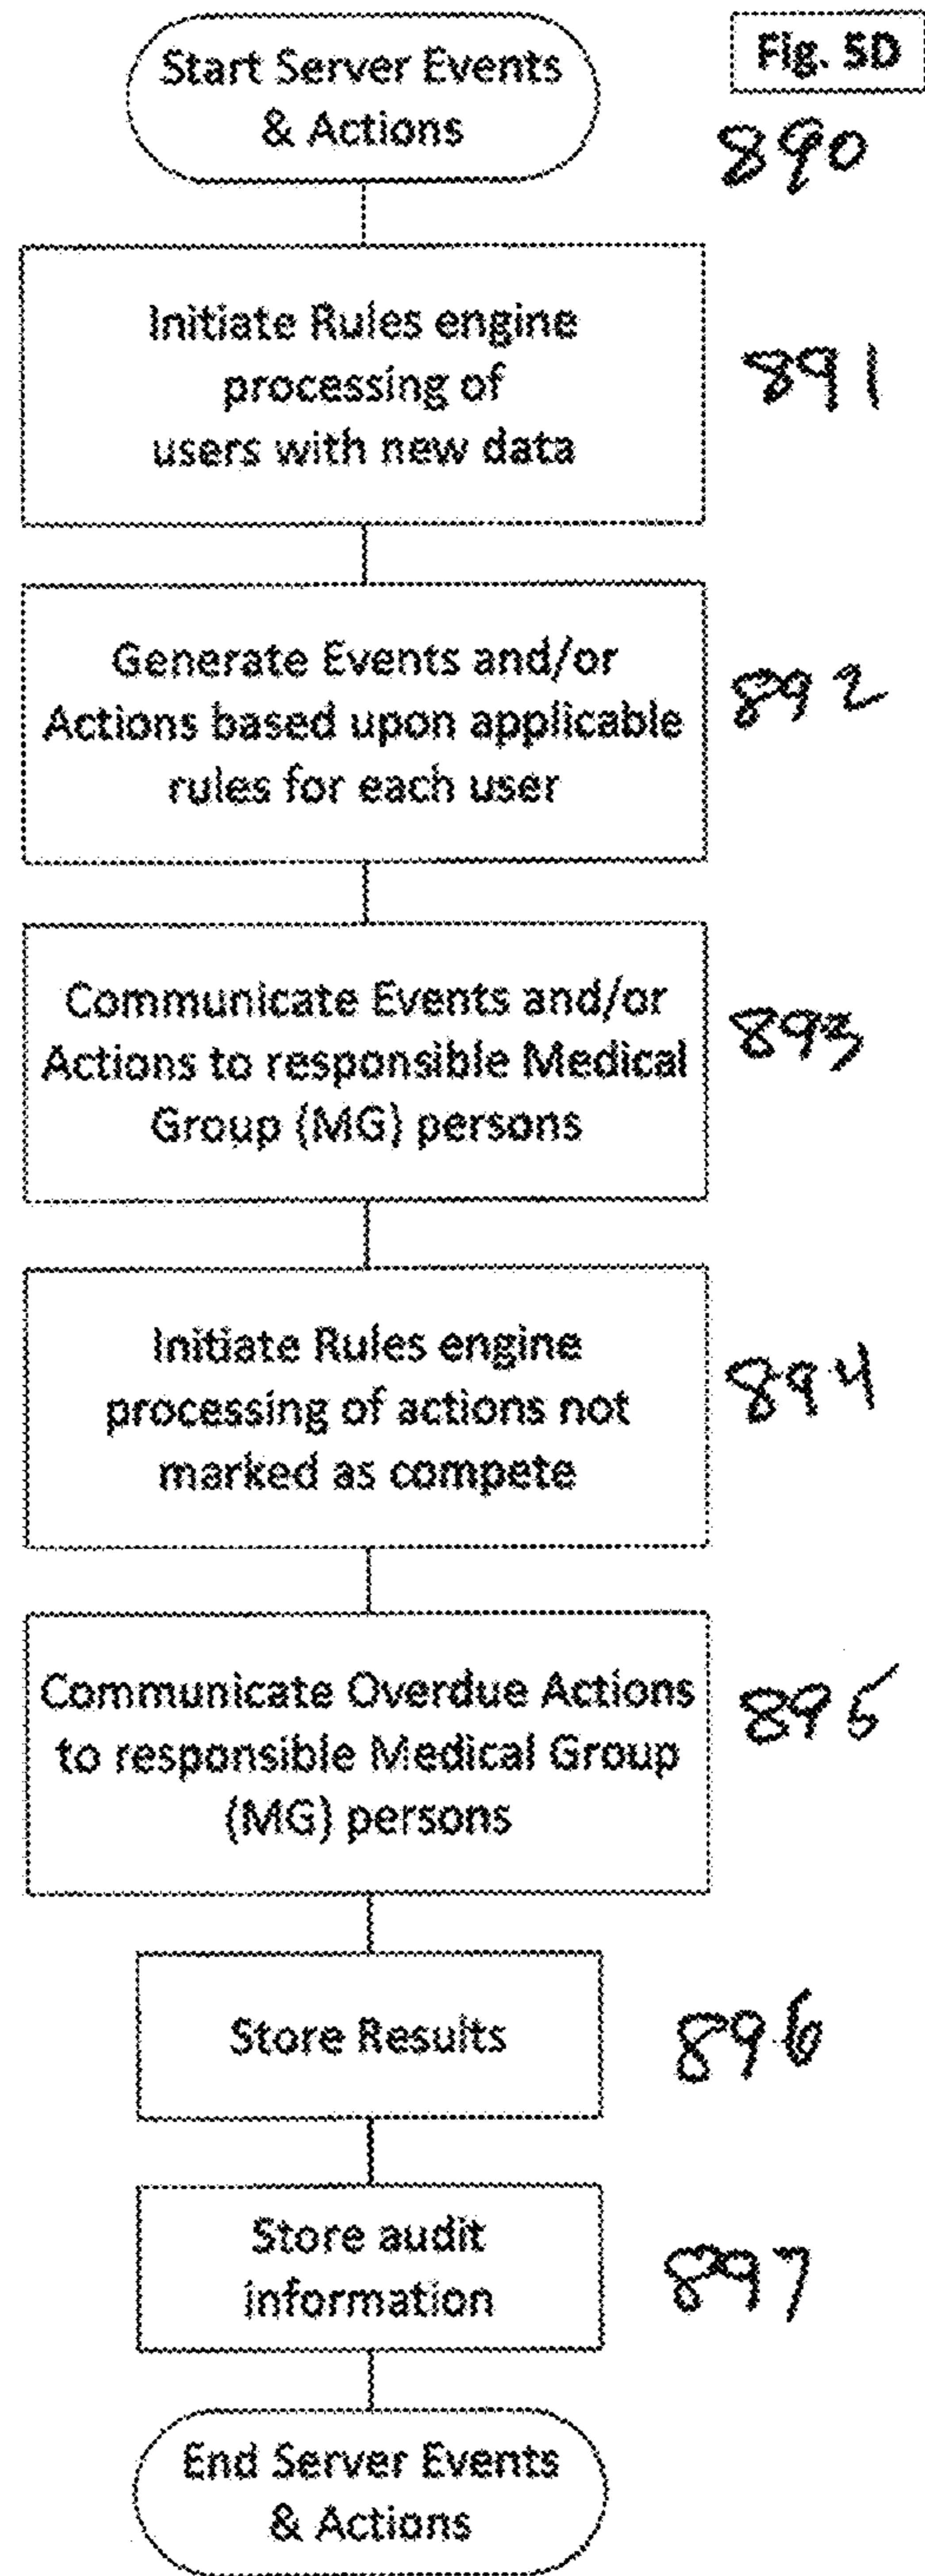 Start Server Events
& Actions
Fig. 5D
890
Initiate Rules engine
processing of
users with new data
891
Generate Events and/or
Actions based upon applicable
rules for each user
892
Communicate Events and/or
Actions to responsible Medical
Group (MG) persons
893
Initiate Rules engine
processing of actions not
marked as compete
894
Communicate Overdue Actions
to responsible Medical Group
(MG) persons
895
Store Results
896
Store audit
information
897
End Server Events
& Actions